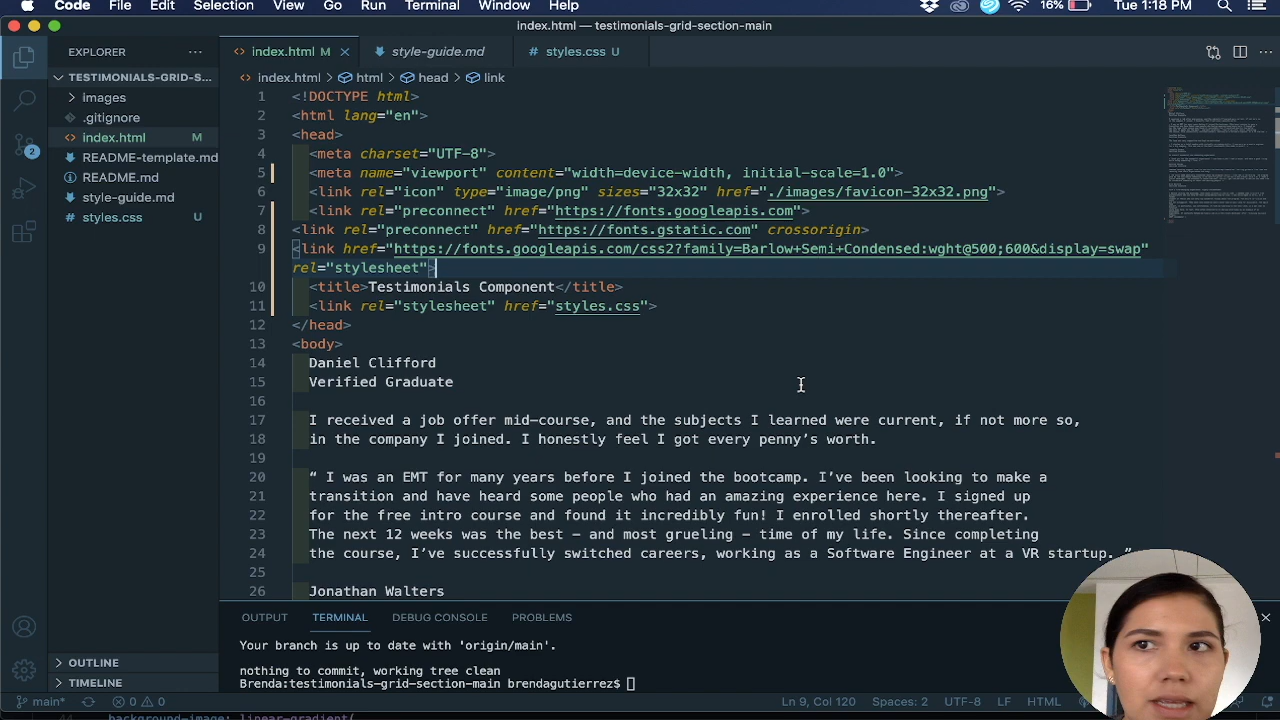 Code File Edit Selection View Go Run Terminal 16% Tue 1:18 PM
index.html — testimonials-grid-section-main
EXPLORER
index.html M
style-guide.md
styles.css U
TESTIMONIALS-GRID-S...
index.html > html > head > link
images
.gitignore
index.html M
README-template.md
README.md
style-guide.md
styles.css U
2
1 <!DOCTYPE html>
2 <html lang="en">
3 <head>
4 <meta charset="UTF-8">
5 <meta name="viewport" content="width=device-width, initial-scale=1.0">
6 <link rel="icon" type="image/png" sizes="32x32" href="./images/favicon-32x32.png">
7 <link rel="preconnect" href="https://fonts.googleapis.com">
8 <link rel="preconnect" href="https://fonts.gstatic.com" crossorigin>
9 <link href="https://fonts.googleapis.com/css2?family=Barlow+Semi+Condensed:wght@500;600&display=swap"
rel="stylesheet">
10 <title>Testimonials Component</title>
11 <link rel="stylesheet" href="styles.css">
12 </head>
13 <body>
14 Daniel Clifford
15 Verified Graduate
16
17 I received a job offer mid-course, and the subjects I learned were current, if not more so,
18 in the company I joined. I honestly feel I got every penny’s worth.
19
20 “ I was an EMT for many years before I joined the bootcamp. I’ve been looking to make a
21 transition and have heard some people who had an amazing experience here. I signed up
22 for the free intro course and found it incredibly fun! I enrolled shortly thereafter.
23 The next 12 weeks was the best - and most grueling - time of my life. Since completing
24 the course, I’ve successfully switched careers, working as a Software Engineer at a VR startup. ”
25
26 Jonathan Walters
OUTPUT TERMINAL DEBUG CONSOLE PROBLEMS
Your branch is up to date with 'origin/main'.
nothing to commit, working tree clean
Brenda:testimonials-grid-section-main brendagutierrez$
OUTLINE
TIMELINE
main* 0 0 Ln 9, Col 120 Spaces: 2 UTF-8 LF HTML